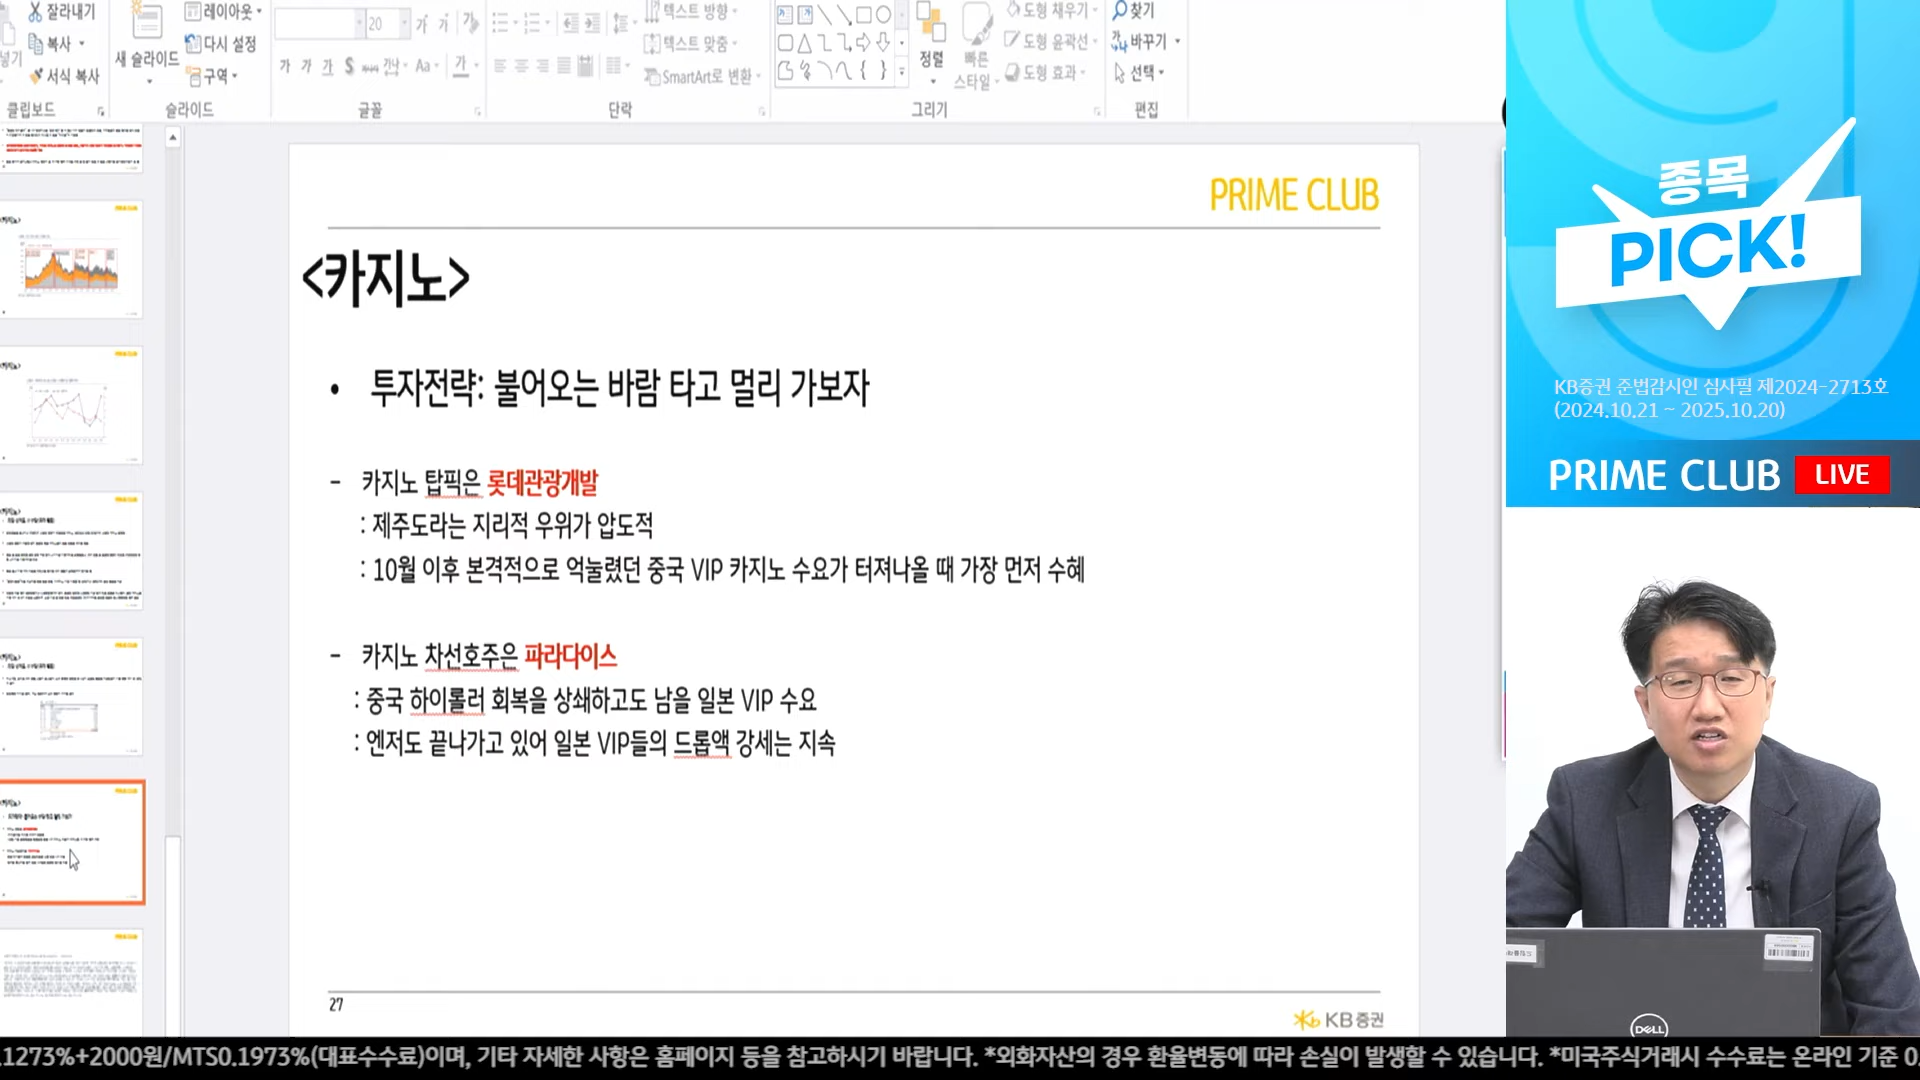 잘라내기
복사
서식 복사
클립보드
새 슬라이드
레이아웃
다시 설정
구역
슬라이드
20
가 가 가 S 가나 Aa 가
글꼴
텍스트 방향
텍스트 맞춤
SmartArt로 변환
단락
정렬
빠른
스타일
도형 채우기
도형 윤곽선
도형 효과
그리기
찾기
바꾸기
선택
편집
PRIME CLUB
<카지노>
• 투자전략: 불어오는 바람 타고 멀리 가보자
- 카지노 탑픽은 롯데관광개발
: 제주도라는 지리적 우위가 압도적
: 10월 이후 본격적으로 억눌렸던 중국 VIP 카지노 수요가 터져나올 때 가장 먼저 수혜
- 카지노 차선호주은 파라다이스
: 중국 하이롤러 회복을 상쇄하고도 남을 일본 VIP 수요
: 엔저도 끝나가고 있어 일본 VIP들의 드롭액 강세는 지속
27
KB증권
종목
PICK!
KB증권 준법감시인 심사필 제2024-2713호
(2024.10.21 ~ 2025.10.20)
PRIME CLUB LIVE
DELL
.1273%+2000원/MTS0.1973%(대표수수료)이며, 기타 자세한 사항은 홈페이지 등을 참고하시기 바랍니다. *외화자산의 경우 환율변동에 따라 손실이 발생할 수 있습니다. *미국주식거래시 수수료는 온라인 기준 0.